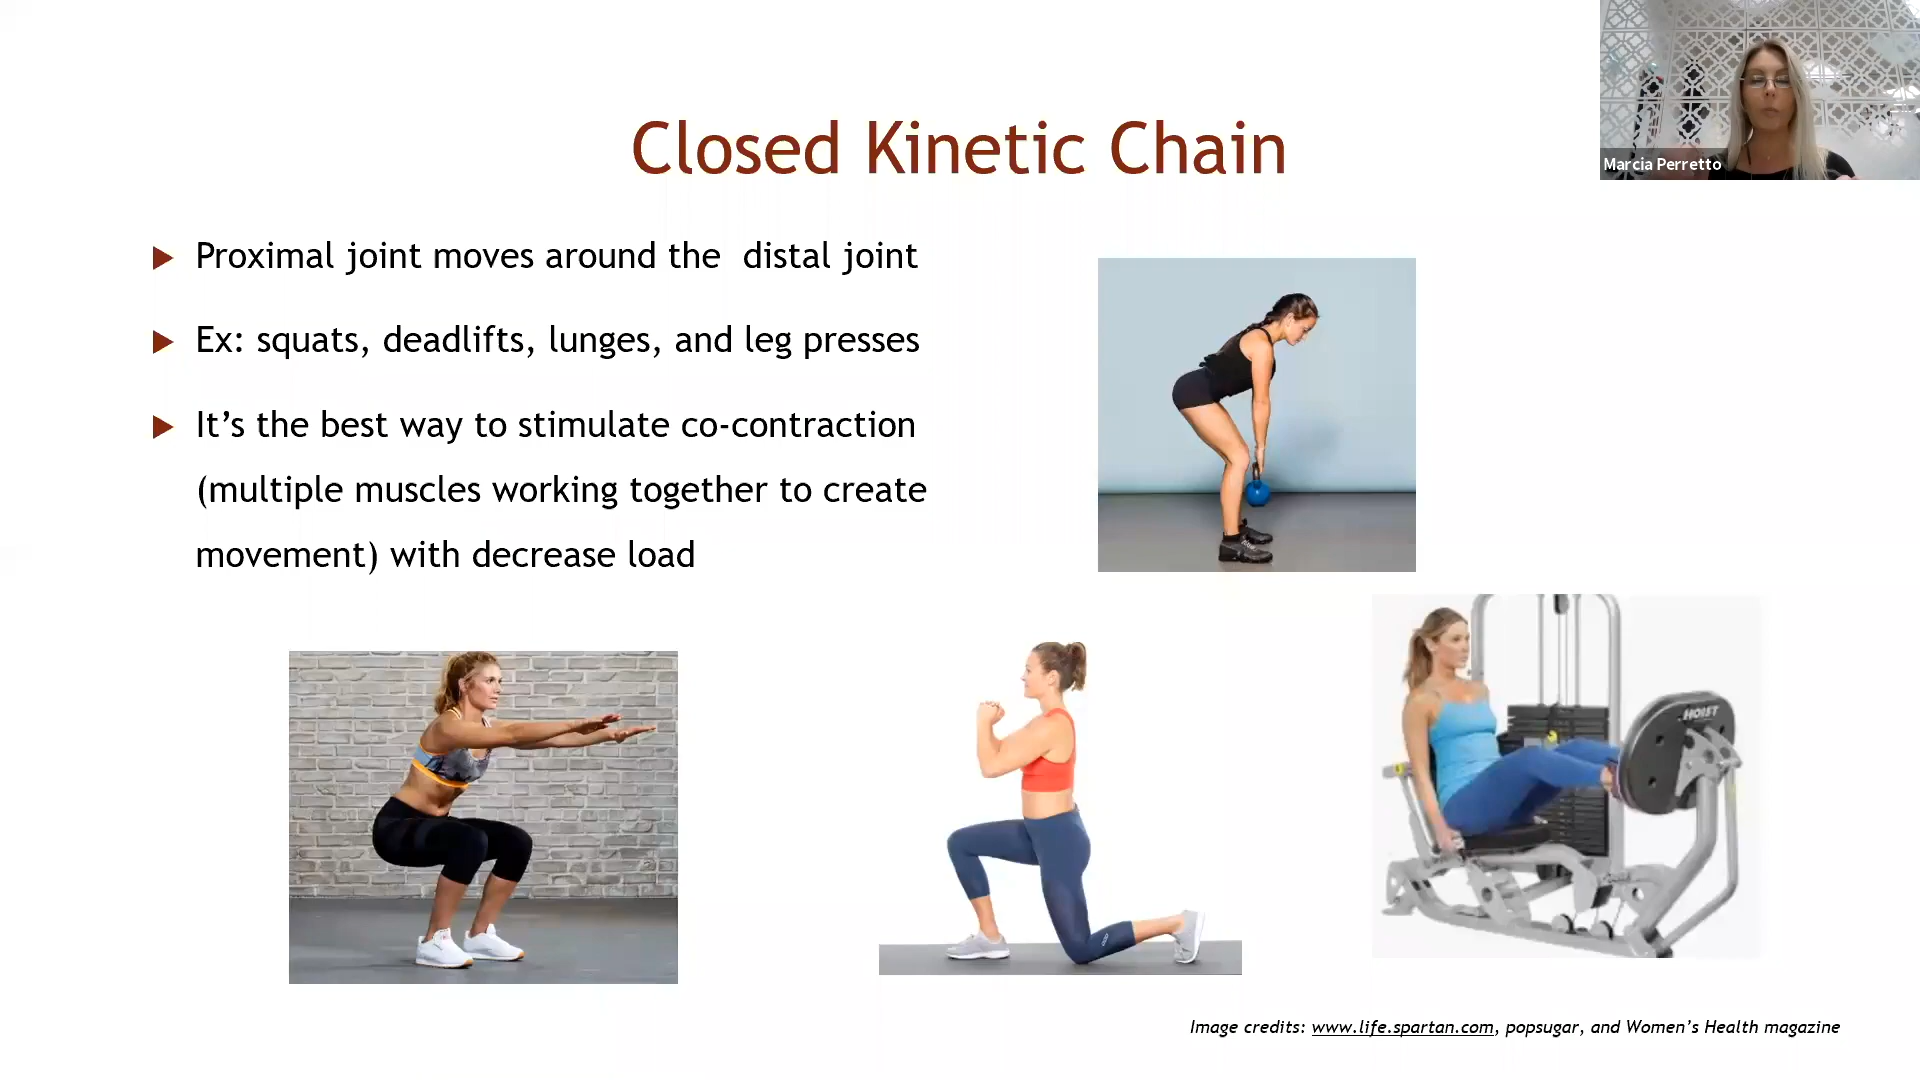 Closed Kinetic Chain
Marcia Perretto
Proximal joint moves around the distal joint
Ex: squats, deadlifts, lunges, and leg presses
It’s the best way to stimulate co-contraction
(multiple muscles working together to create
movement) with decrease load
HOIST
Image credits: www.life.spartan.com, popsugar, and Women’s Health magazine